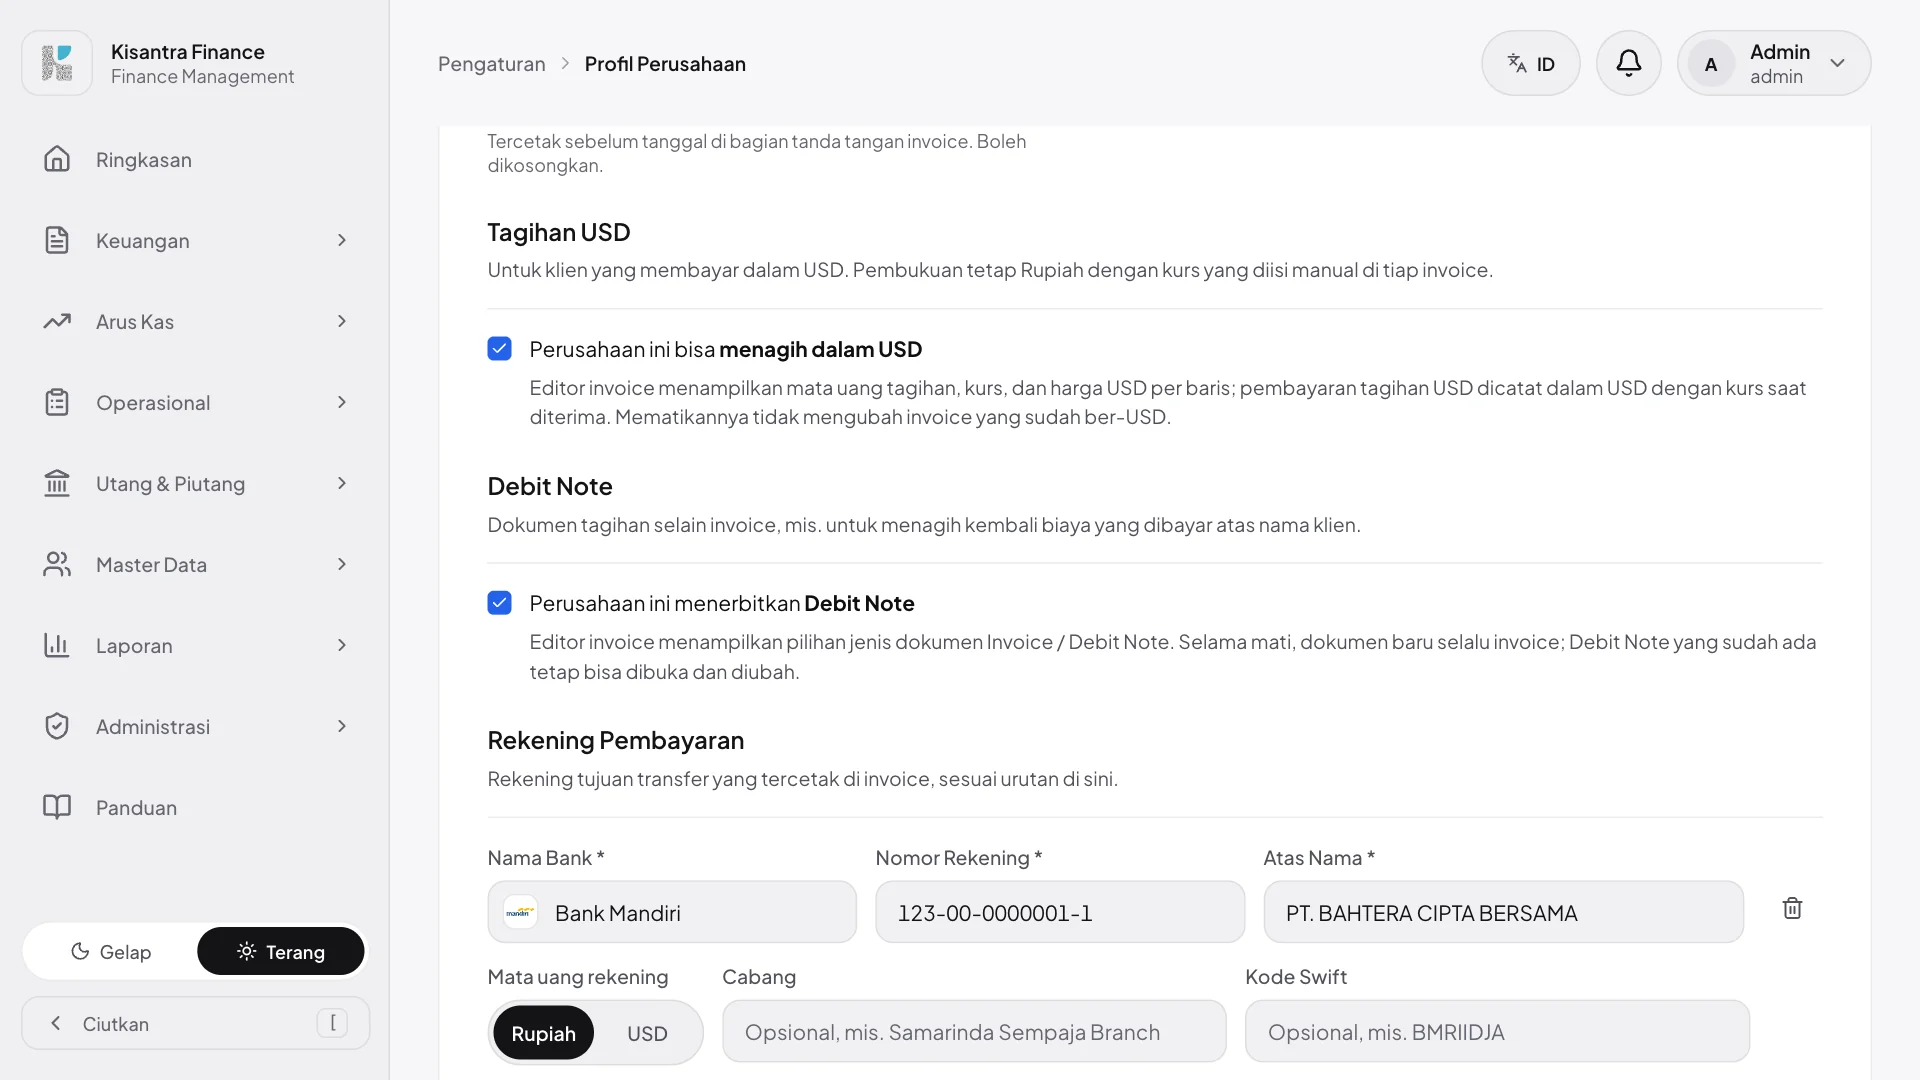 Kisantra Finance
Finance Management
Ringkasan
Keuangan
Arus Kas
Operasional
Utang & Piutang
Master Data
Laporan
Administrasi
Panduan
Gelap
Terang
Ciutkan
[
Pengaturan
Profil Perusahaan
ID
A
Admin
admin
Tercetak sebelum tanggal di bagian tanda tangan invoice. Boleh
dikosongkan.
Tagihan USD
Untuk klien yang membayar dalam USD. Pembukuan tetap Rupiah dengan kurs yang diisi manual di tiap invoice.
Perusahaan ini bisa menagih dalam USD
Editor invoice menampilkan mata uang tagihan, kurs, dan harga USD per baris; pembayaran tagihan USD dicatat dalam USD dengan kurs saat
diterima. Mematikannya tidak mengubah invoice yang sudah ber-USD.
Debit Note
Dokumen tagihan selain invoice, mis. untuk menagih kembali biaya yang dibayar atas nama klien.
Perusahaan ini menerbitkan Debit Note
Editor invoice menampilkan pilihan jenis dokumen Invoice / Debit Note. Selama mati, dokumen baru selalu invoice; Debit Note yang sudah ada
tetap bisa dibuka dan diubah.
Rekening Pembayaran
Rekening tujuan transfer yang tercetak di invoice, sesuai urutan di sini.
Nama Bank *
Nomor Rekening *
Atas Nama *
mandiri
Bank Mandiri
123-00-0000001-1
PT. BAHTERA CIPTA BERSAMA
Mata uang rekening
Cabang
Kode Swift
Rupiah
USD
Opsional, mis. Samarinda Sempaja Branch
Opsional, mis. BMRIIDJA